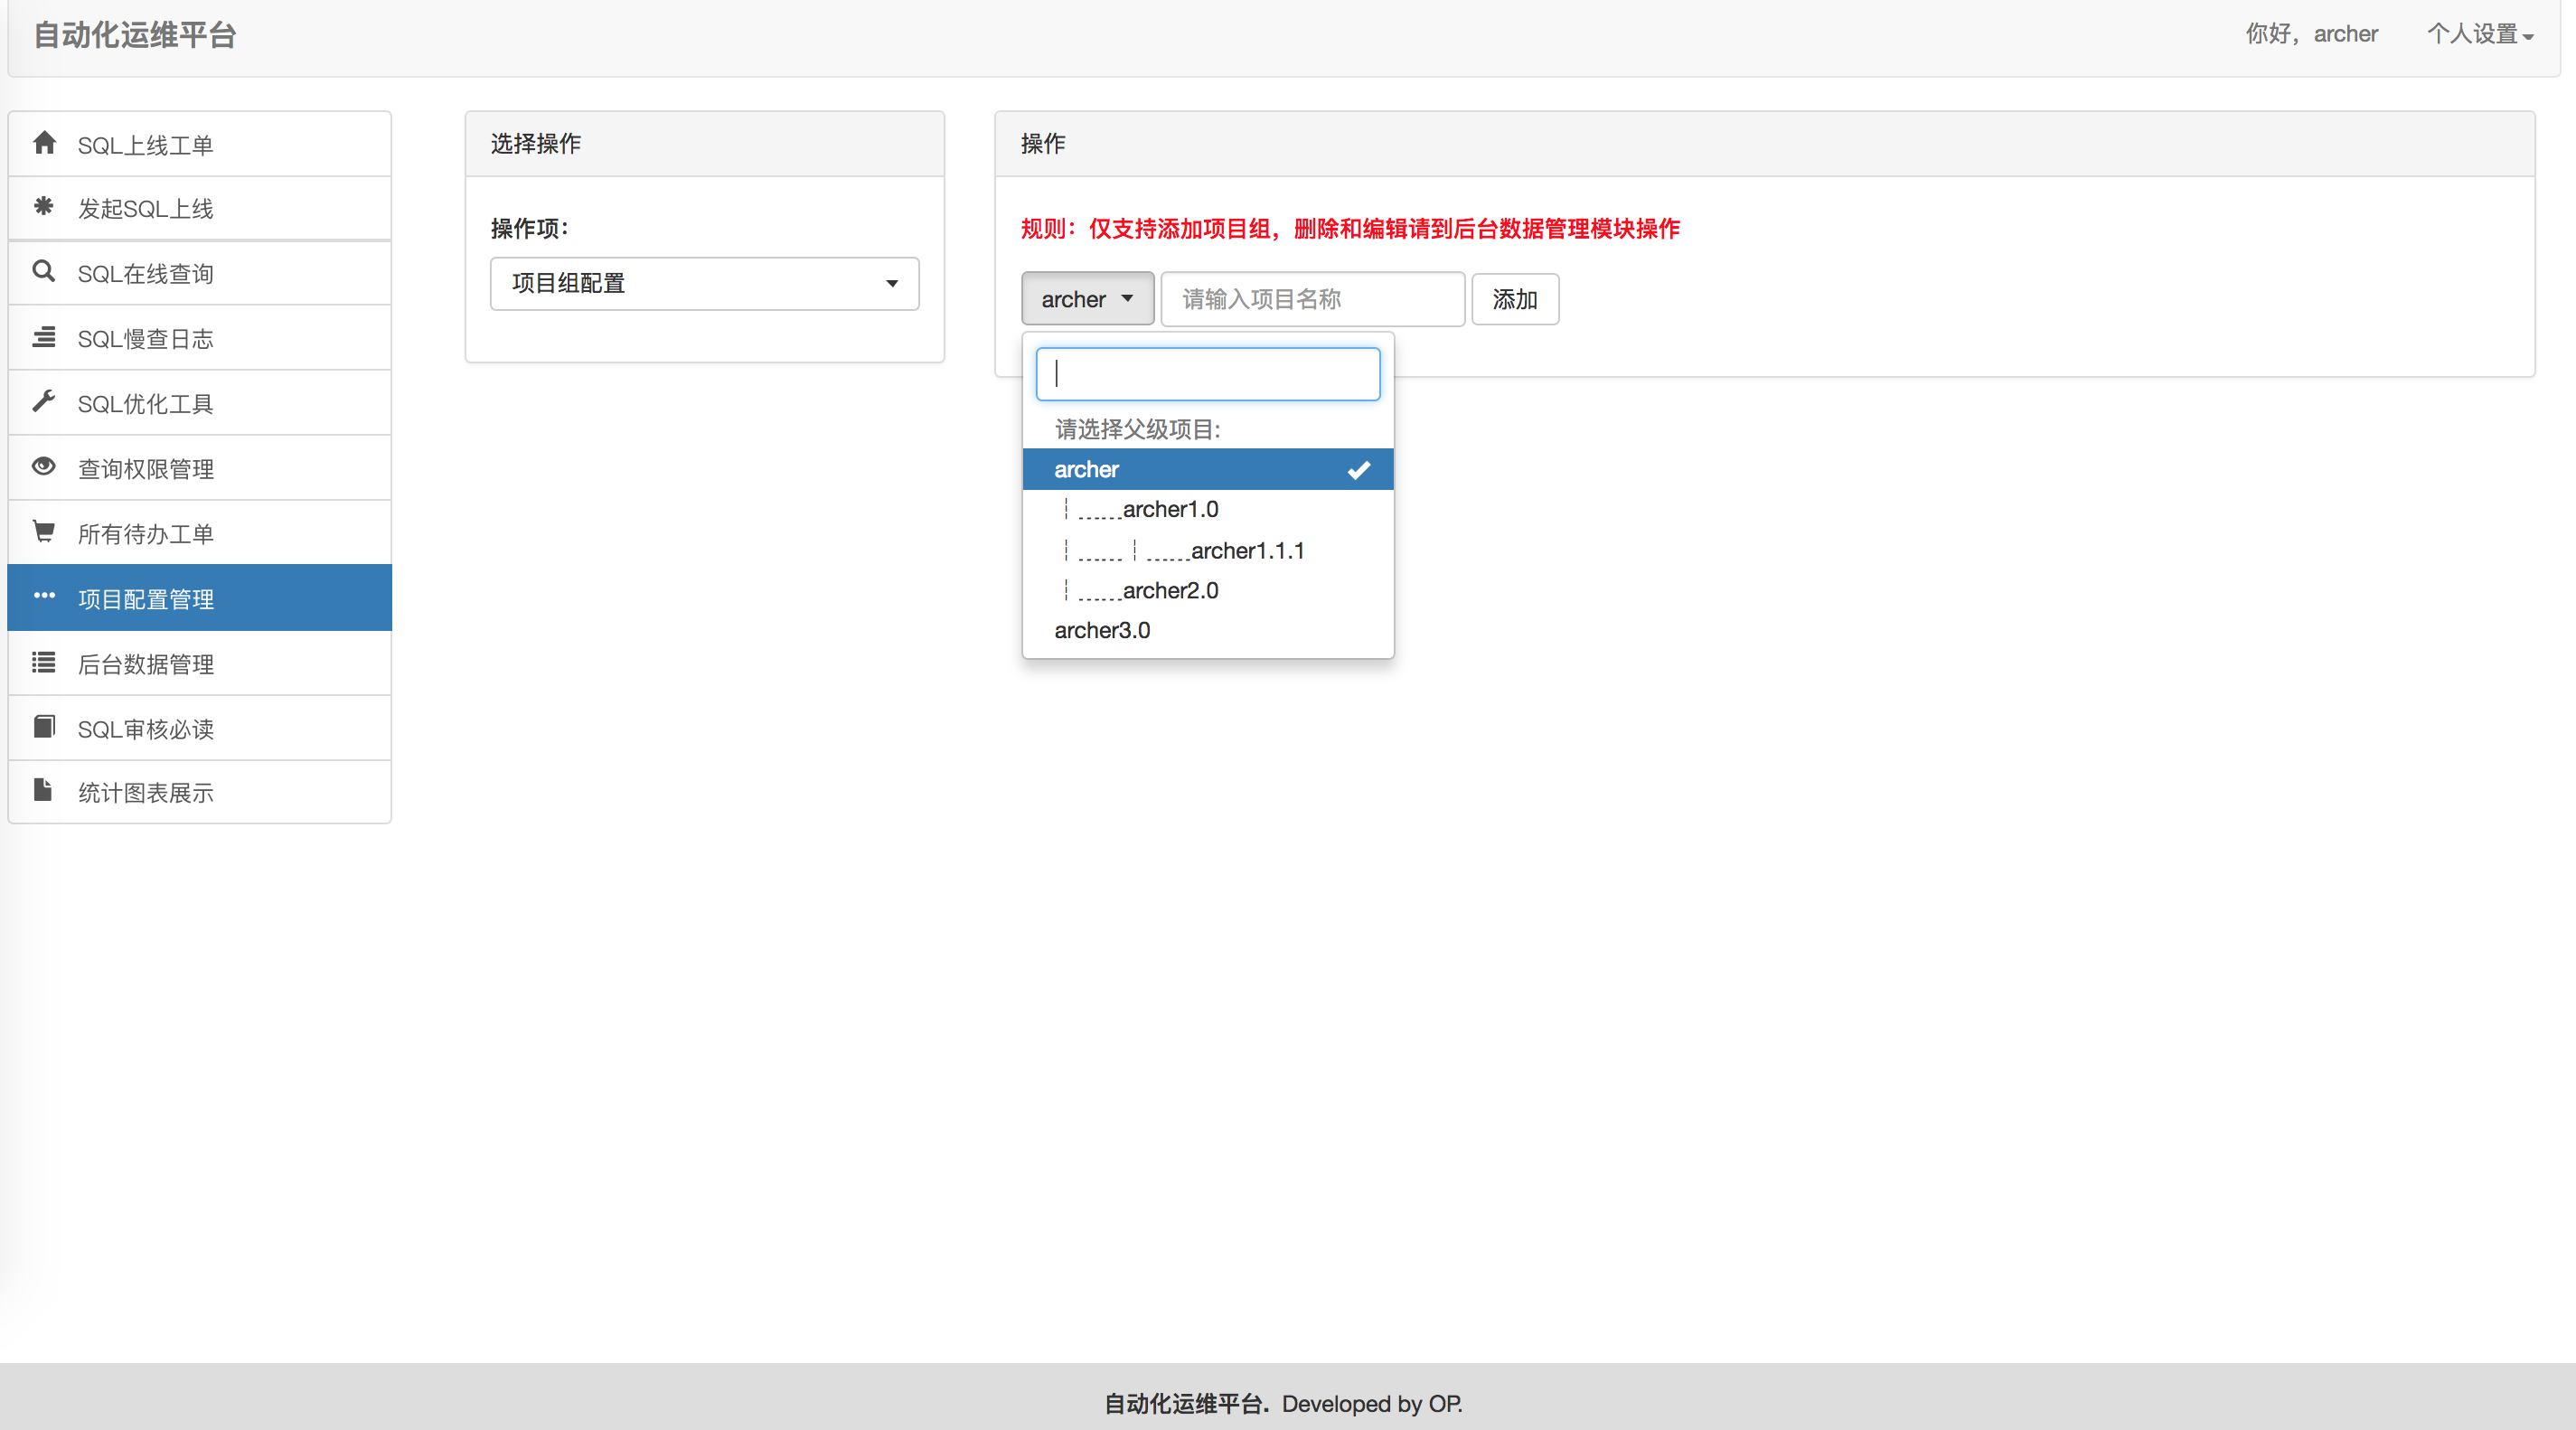 自动化运维平台
你好，archer 个人设置
SQL上线工单
发起SQL上线
SQL在线查询
SQL慢查日志
SQL优化工具
查询权限管理
所有待办工单
项目配置管理
后台数据管理
SQL审核必读
统计图表展示
选择操作
操作项：
项目组配置
操作
规则：仅支持添加项目组，删除和编辑请到后台数据管理模块操作
archer 请输入项目名称 添加
请选择父级项目:
archer
┆┄┄archer1.0
┆┄┄┆┄┄archer1.1.1
┆┄┄archer2.0
archer3.0
自动化运维平台. Developed by OP.